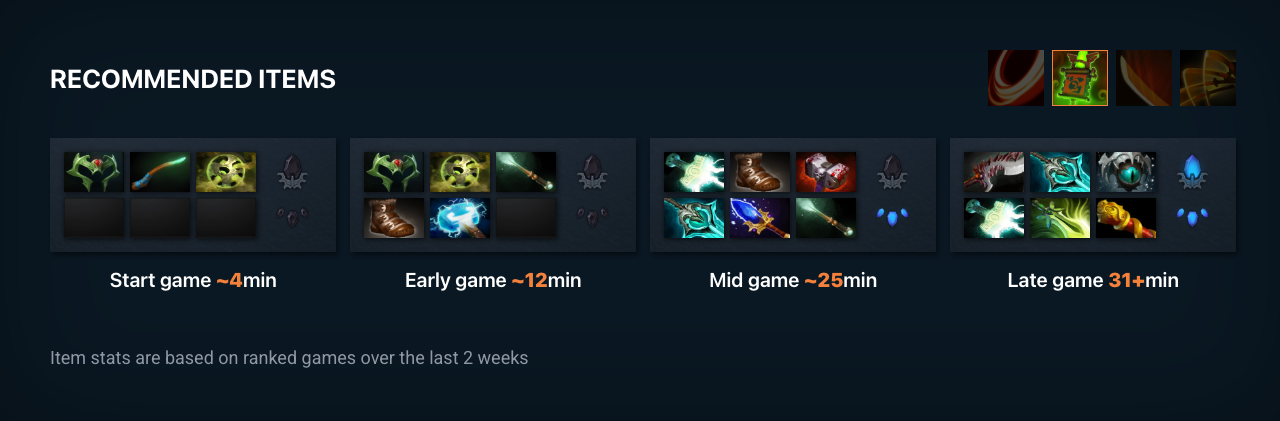 RECOMMENDED ITEMS
Start game ~4min
Early game ~12min
Mid game ~25min
Late game 31+min
Item stats are based on ranked games over the last 2 weeks